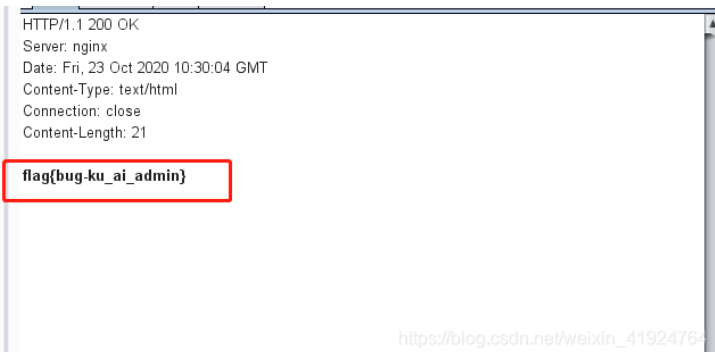 HTTP/1.1 200 OK
Server: nginx
Date: Fri, 23 Oct 2020 10:30:04 GMT
Content-Type: text/html
Connection: close
Content-Length: 21
flag{bug-ku_ai_admin}
https://blog.csdn.net/weixin_41924764